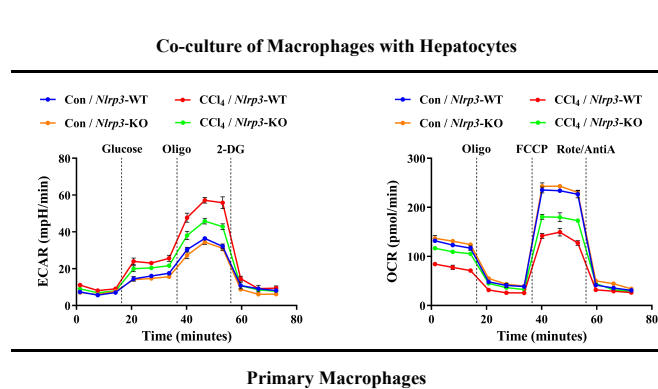 Co-culture of Macrophages with Hepatocytes
Con / Nlrp3-WT
CCl₄ / Nlrp3-WT
Con / Nlrp3-KO
CCl₄ / Nlrp3-KO
Glucose
Oligo
2-DG
80
60
40
20
0
ECAR (mpH/min)
0
20
40
60
80
Time (minutes)
Con / Nlrp3-WT
CCl₄ / Nlrp3-WT
Con / Nlrp3-KO
CCl₄ / Nlrp3-KO
Oligo
FCCP
Rote/AntiA
300
200
100
0
OCR (pmol/min)
0
20
40
60
80
Time (minutes)
Primary Macrophages